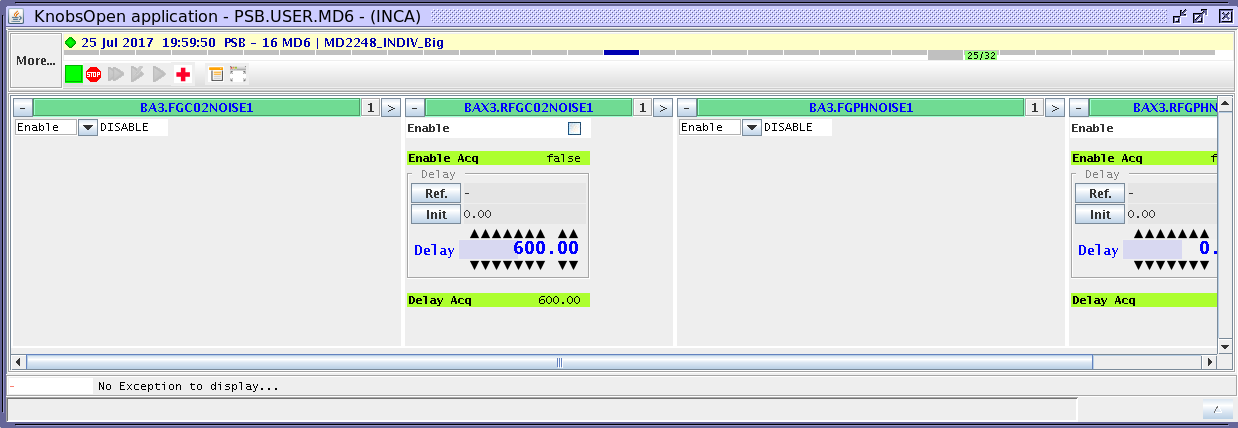 KnobsOpen application - PSB.USER.MD6 - (INCA)
More...
25 Jul 2017 19:59:50 PSB - 16 MD6 | MD2248_INDIV_Big
25/32
STOP
- BA3.FGC02NOISE1 1 > - BAX3.RFGC02NOISE1 1 > - BA3.FGPHNOISE1 1 > - BAX3.RFGPHN
Enable DISABLE Enable Enable DISABLE Enable
Enable Acq false Enable Acq f
Delay Delay
Ref. - Ref. -
Init 0.00 Init 0.00
Delay 600.00 Delay 0.
Delay Acq 600.00 Delay Acq
- No Exception to display...